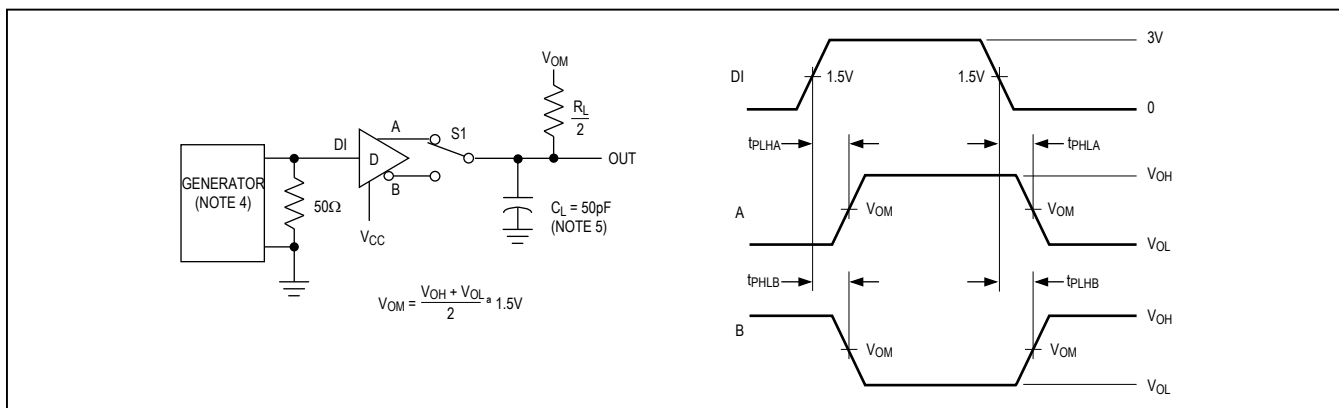 V_OM
R_L
2
A
S1
DI
D
OUT
B
GENERATOR
(NOTE 4)
50Ω
C_L = 50pF
(NOTE 5)
V_CC
V_OM = V_OH + V_OL ª 1.5V
2
3V
DI
1.5V
1.5V
0
t_PLHA
t_PHLA
V_OH
A
V_OM
V_OM
V_OL
t_PHLB
t_PLHB
V_OH
B
V_OM
V_OM
V_OL